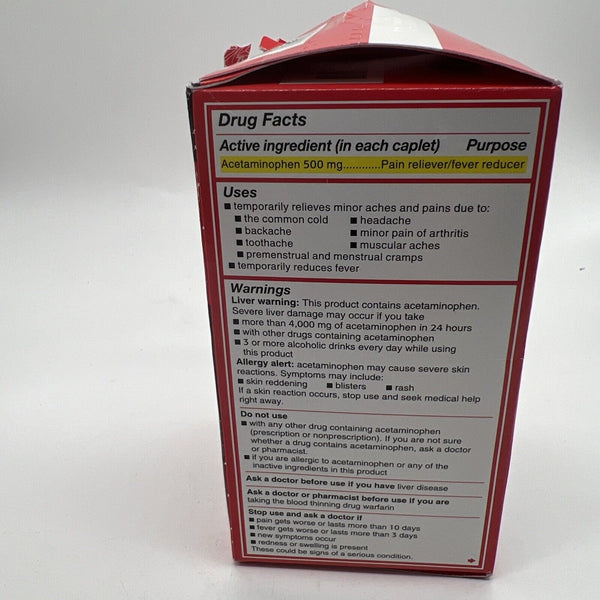 Drug Facts
Active ingredient (in each caplet) Purpose
Acetaminophen 500 mg............Pain reliever/fever reducer
Uses
■ temporarily relieves minor aches and pains due to:
■ the common cold ■ headache
■ backache ■ minor pain of arthritis
■ toothache ■ muscular aches
■ premenstrual and menstrual cramps
■ temporarily reduces fever
Warnings
Liver warning: This product contains acetaminophen.
Severe liver damage may occur if you take
■ more than 4,000 mg of acetaminophen in 24 hours
■ with other drugs containing acetaminophen
■ 3 or more alcoholic drinks every day while using
this product
Allergy alert: acetaminophen may cause severe skin
reactions. Symptoms may include:
■ skin reddening ■ blisters ■ rash
If a skin reaction occurs, stop use and seek medical help
right away.
Do not use
■ with any other drug containing acetaminophen
(prescription or nonprescription). If you are not sure
whether a drug contains acetaminophen, ask a doctor
or pharmacist.
■ if you are allergic to acetaminophen or any of the
inactive ingredients in this product
Ask a doctor before use if you have liver disease
Ask a doctor or pharmacist before use if you are
taking the blood thinning drug warfarin
Stop use and ask a doctor if
■ pain gets worse or lasts more than 10 days
■ fever gets worse or lasts more than 3 days
■ new symptoms occur
■ redness or swelling is present
These could be signs of a serious condition.